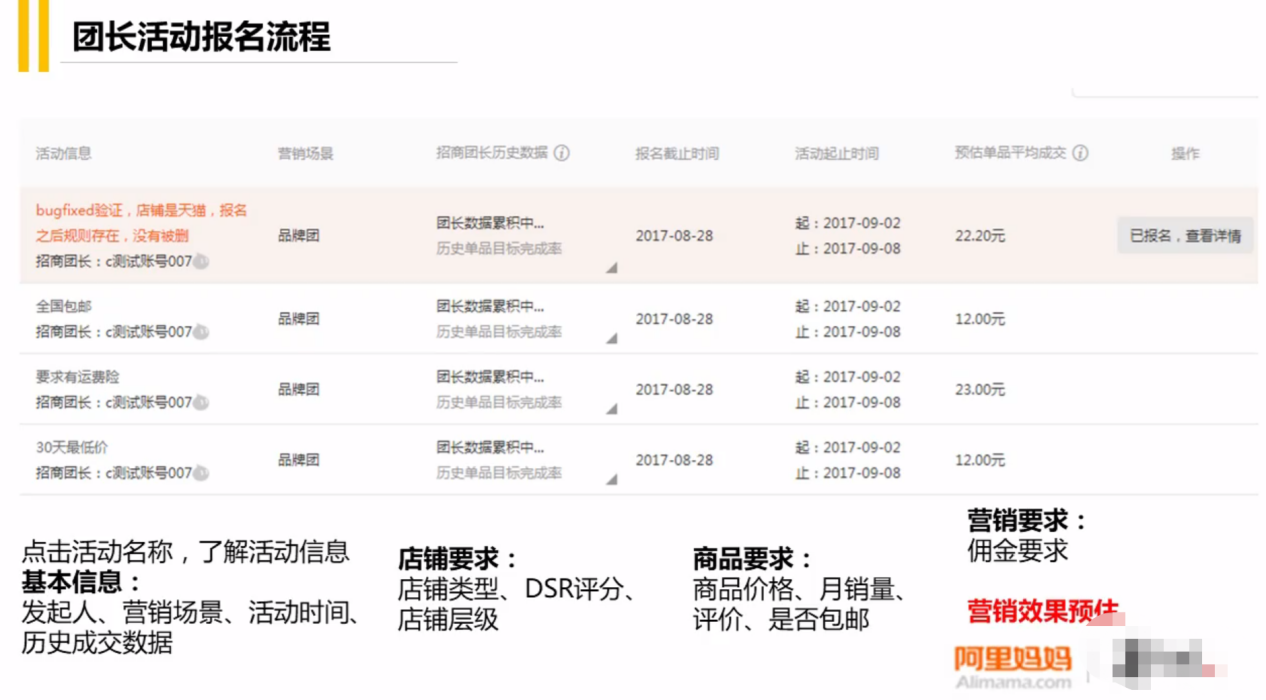 团长活动报名流程
活动信息 营销场景 招商团长历史数据 报名截止时间 活动起止时间 预估单品平均成交 操作
bugfixed验证，店铺是天猫，报名
之后规则存在，没有被删
招商团长：c测试账号007
品牌团
团长数据累积中...
历史单品目标完成率
2017-08-28
起：2017-09-02
止：2017-09-08
22.20元
已报名，查看详情
全国包邮
招商团长：c测试账号007
品牌团
团长数据累积中...
历史单品目标完成率
2017-08-28
起：2017-09-02
止：2017-09-08
12.00元
要求有运费险
招商团长：c测试账号007
品牌团
团长数据累积中...
历史单品目标完成率
2017-08-28
起：2017-09-02
止：2017-09-08
23.00元
30天最低价
招商团长：c测试账号007
品牌团
团长数据累积中...
历史单品目标完成率
2017-08-28
起：2017-09-02
止：2017-09-08
12.00元
点击活动名称，了解活动信息
基本信息：
发起人、营销场景、活动时间、
历史成交数据
店铺要求：
店铺类型、DSR评分、
店铺层级
商品要求：
商品价格、月销量、
评价、是否包邮
营销要求：
佣金要求
营销效果预估
阿里妈妈
Alimama.com